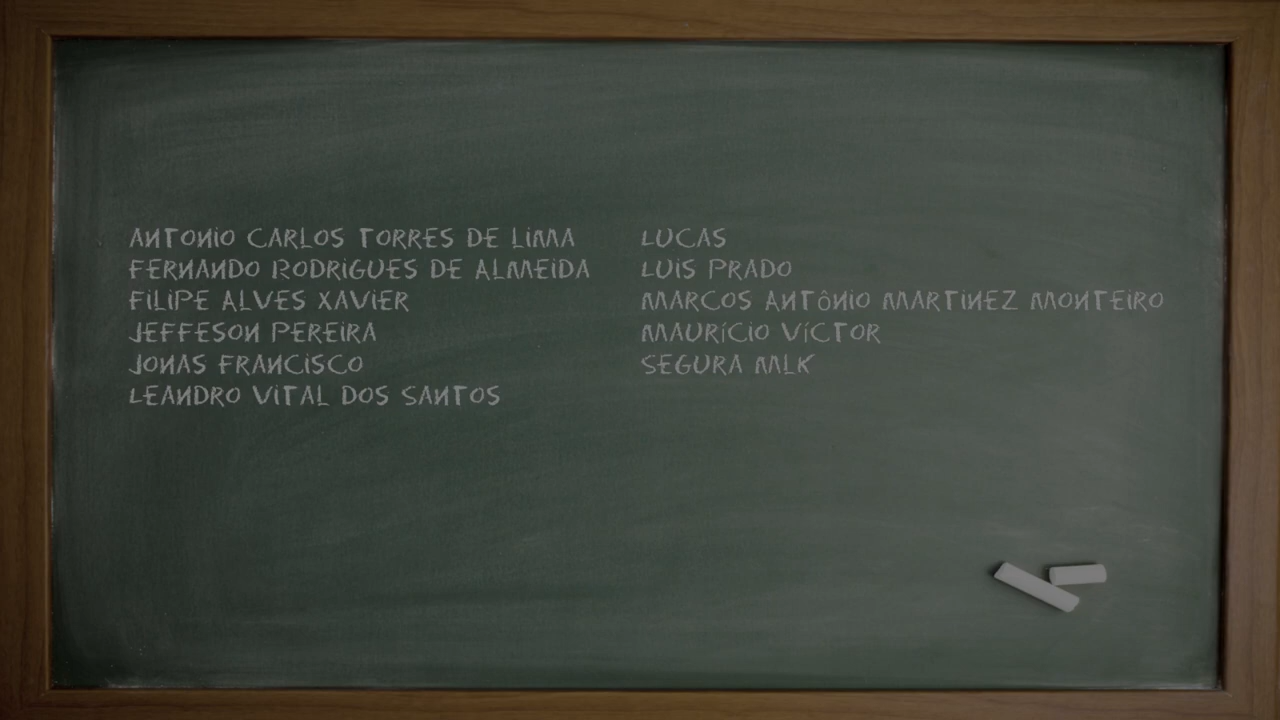 ANTONIO CARLOS TORRES DE LIMA
FERNANDO RODRIGUES DE ALMEIDA
FILIPE ALVES XAVIER
JEFFESON PEREIRA
JONAS FRANCISCO
LEANDRO VITAL DOS SANTOS
LUCAS
LUIS PRADO
MARCOS ANTÔNIO MARTINEZ MONTEIRO
MAURÍCIO VÍCTOR
SEGURA MLK